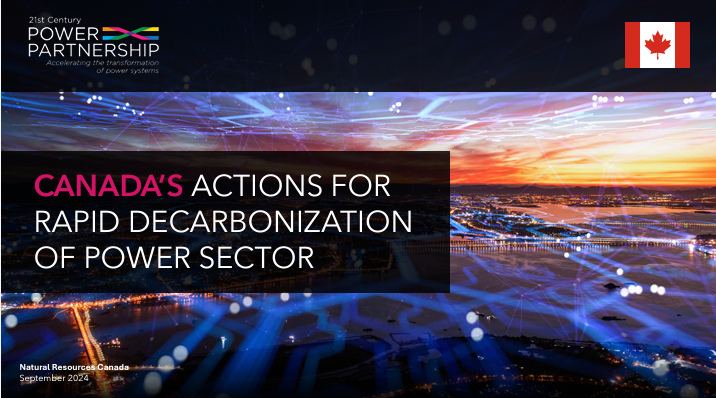 21st Century
POWER
PARTNERSHIP
Accelerating the transformation
of power systems
CANADA'S ACTIONS FOR
RAPID DECARBONIZATION
OF POWER SECTOR
Natural Resources Canada
September 2024